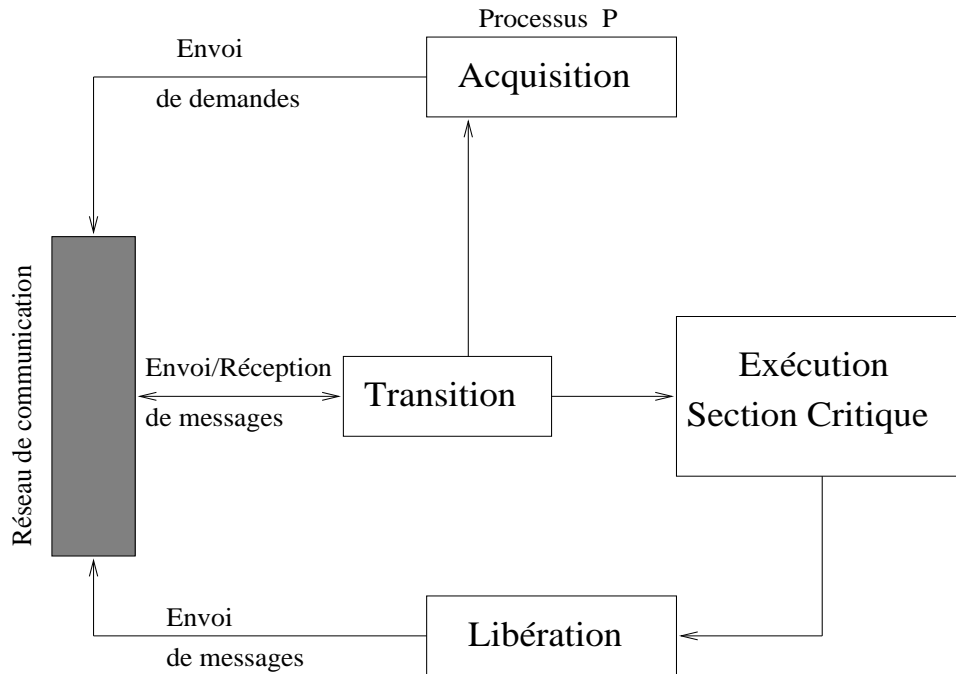 Processus P
Envoi
de demandes
Acquisition
Réseau de communication
Envoi/Réception
de messages
Transition
Exécution
Section Critique
Envoi
de messages
Libération